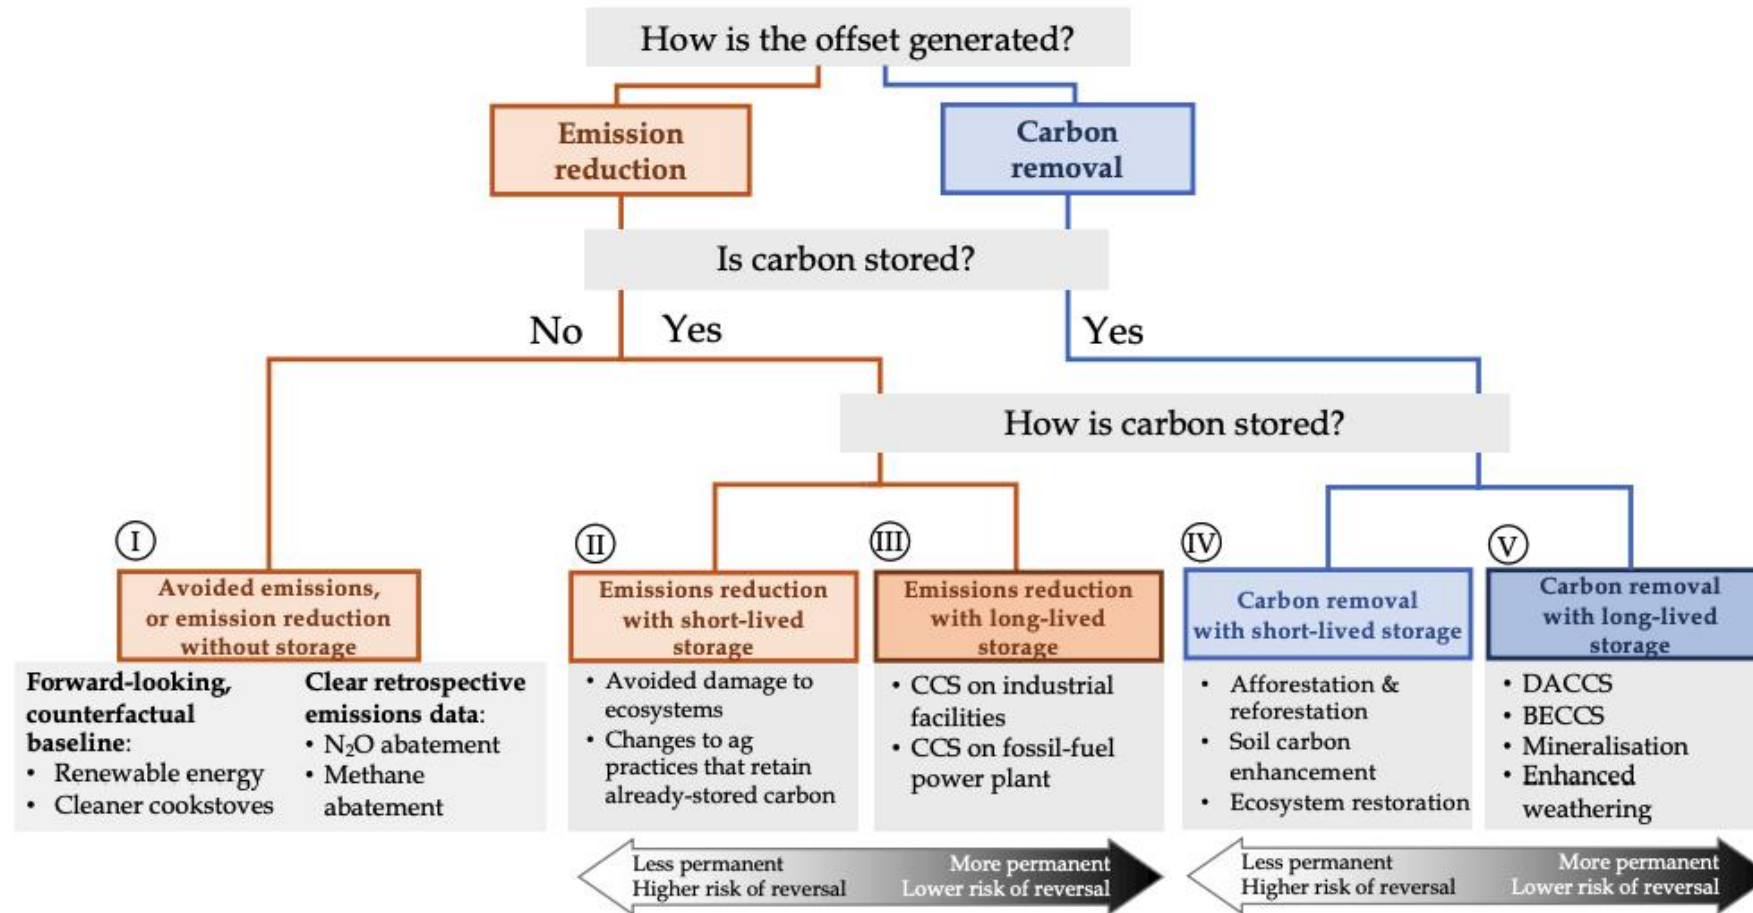 How is the offset generated?
Emission
reduction
Carbon
removal
Is carbon stored?
No
Yes
Yes
How is carbon stored?
I
Avoided emissions,
or emission reduction
without storage
Forward-looking,
counterfactual
baseline:
• Renewable energy
• Cleaner cookstoves
Clear retrospective
emissions data:
• N₂O abatement
• Methane
abatement
II
Emissions reduction
with short-lived
storage
• Avoided damage to
ecosystems
• Changes to ag
practices that retain
already-stored carbon
III
Emissions reduction
with long-lived
storage
• CCS on industrial
facilities
• CCS on fossil-fuel
power plant
Less permanent
Higher risk of reversal
More permanent
Lower risk of reversal
IV
Carbon removal
with short-lived storage
• Afforestation &
reforestation
• Soil carbon
enhancement
• Ecosystem restoration
V
Carbon removal
with long-lived
storage
• DACCS
• BECCS
• Mineralisation
• Enhanced
weathering
Less permanent
Higher risk of reversal
More permanent
Lower risk of reversal